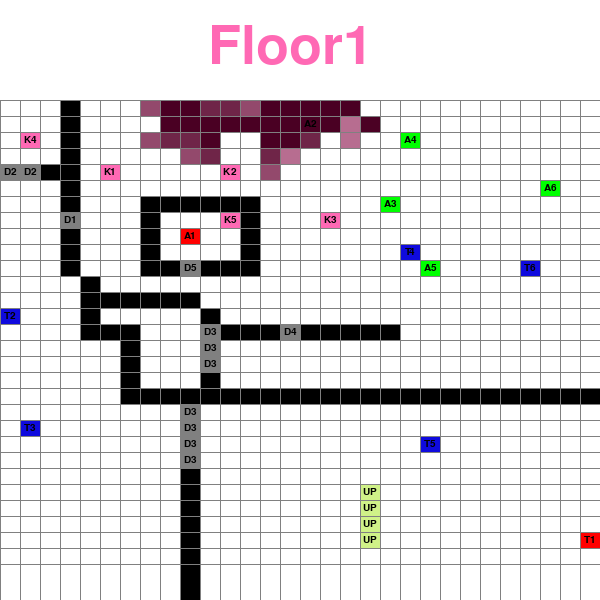 Floor1
A2
K4 A4
D2 D2 K1 K2
A6
A3
D1 K5 K3
A1
T4
D5 A5 T6
T2
D3 D4
D3
D3
D3
T3 D3
D3 T5
D3
UP
UP
UP
UP T1